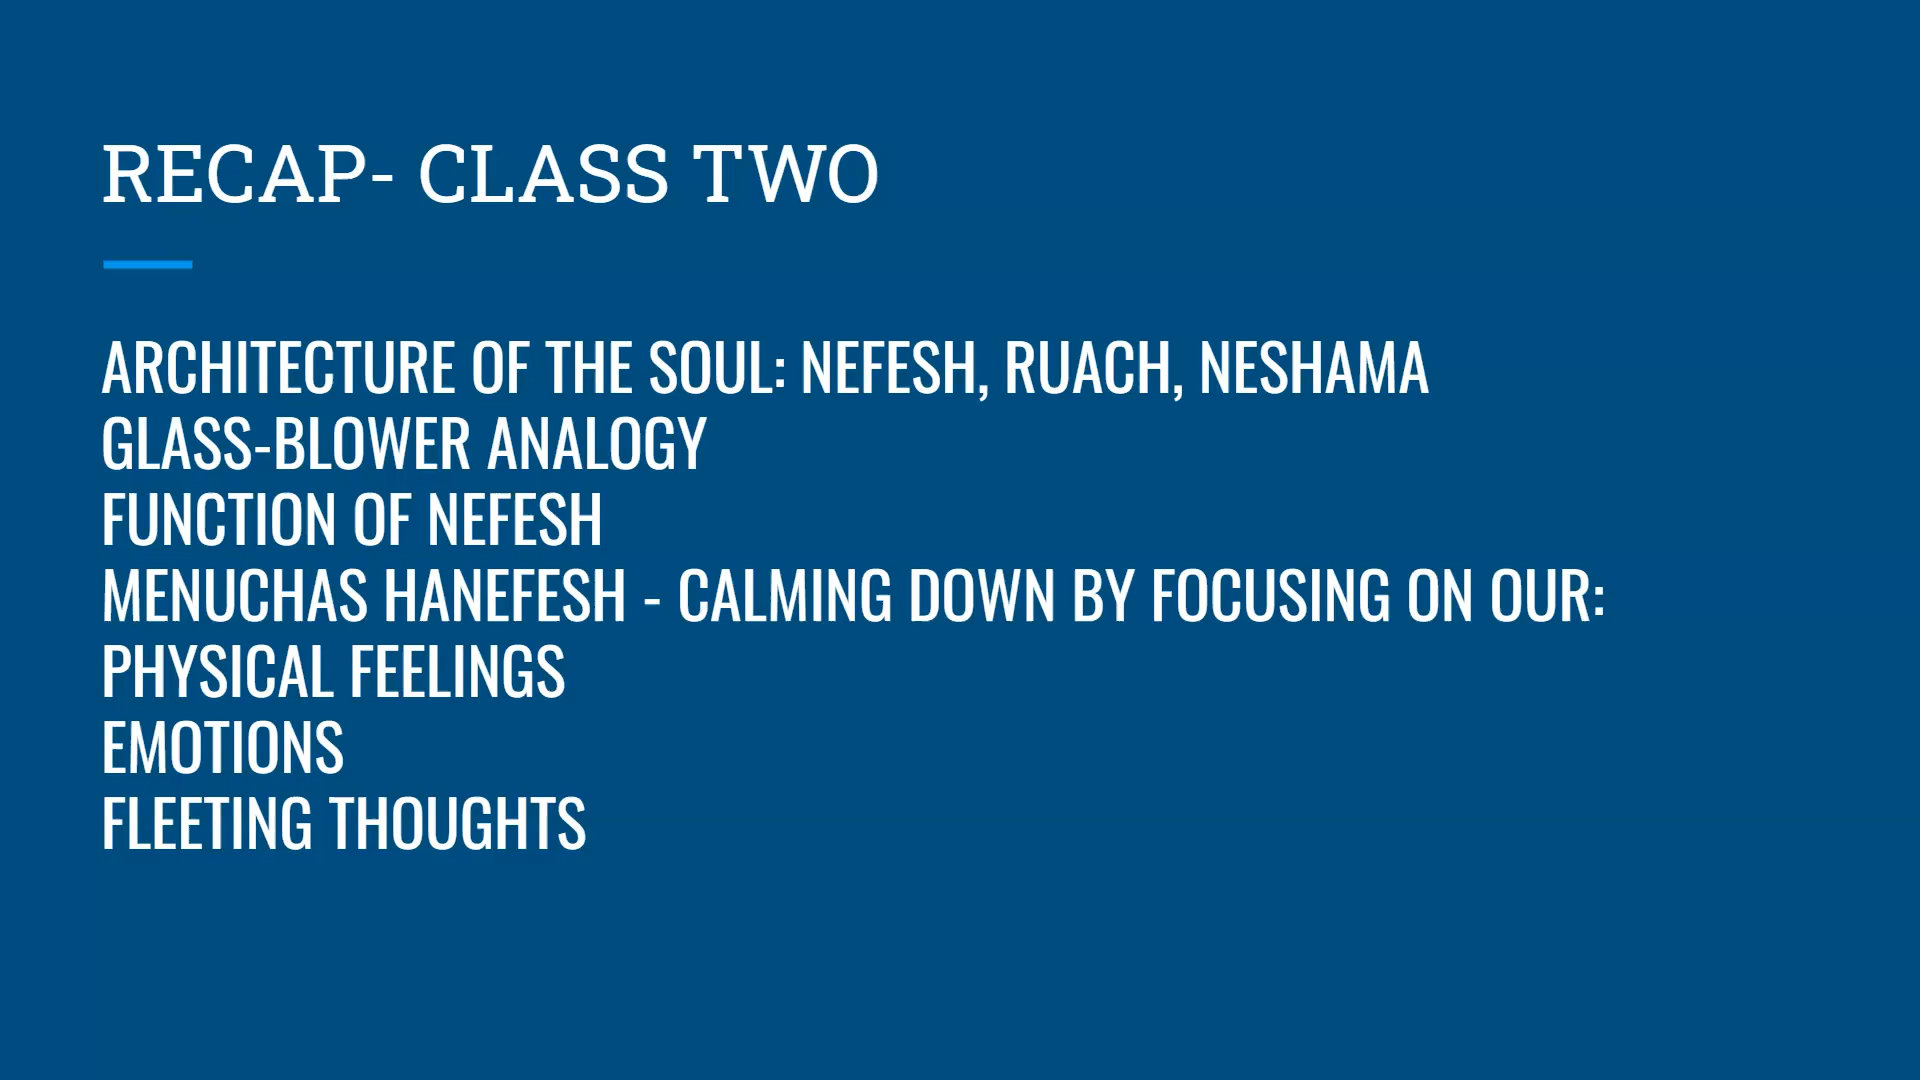 RECAP- CLASS TWO
ARCHITECTURE OF THE SOUL: NEFESH, RUACH, NESHAMA
GLASS-BLOWER ANALOGY
FUNCTION OF NEFESH
MENUCHAS HANEFESH - CALMING DOWN BY FOCUSING ON OUR:
PHYSICAL FEELINGS
EMOTIONS
FLEETING THOUGHTS